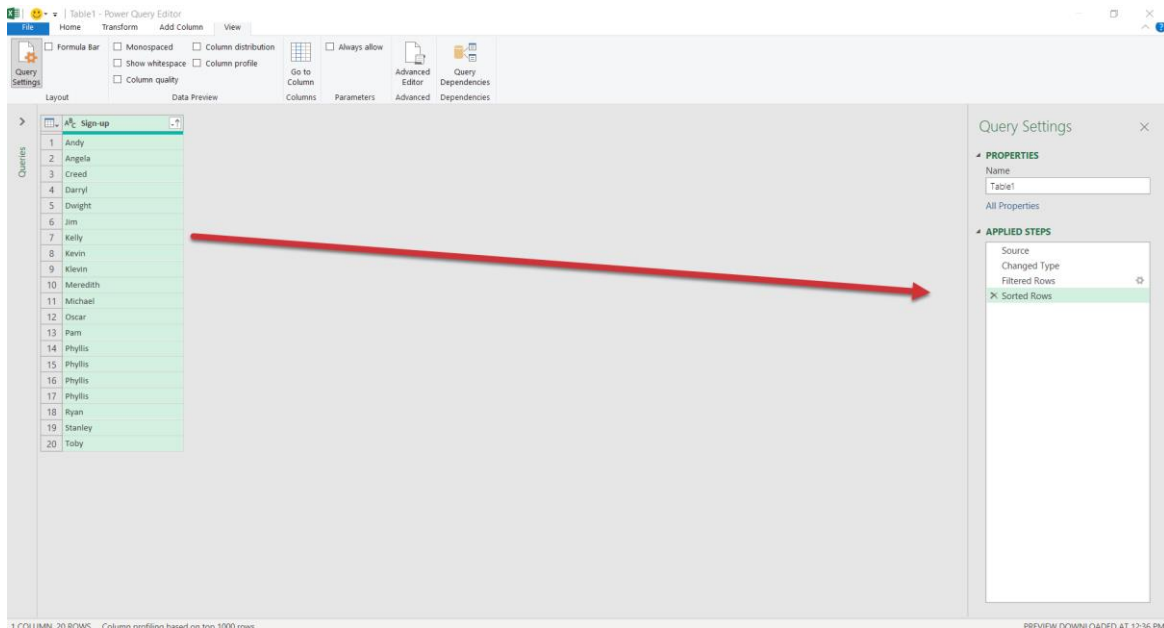 Table1 - Power Query Editor
File Home Transform Add Column View
Query Settings
Formula Bar
Layout
Monospaced
Show whitespace
Column quality
Column distribution
Column profile
Data Preview
Go to Column
Columns
Always allow
Parameters
Advanced Editor
Advanced
Query Dependencies
Dependencies
Queries
ABC Sign-up
1 Andy
2 Angela
3 Creed
4 Darryl
5 Dwight
6 Jim
7 Kelly
8 Kevin
9 Klevin
10 Meredith
11 Michael
12 Oscar
13 Pam
14 Phyllis
15 Phyllis
16 Phyllis
17 Phyllis
18 Ryan
19 Stanley
20 Toby
Query Settings
PROPERTIES
Name
Table1
All Properties
APPLIED STEPS
Source
Changed Type
Filtered Rows
Sorted Rows
1 COLUMN, 20 ROWS Column profiling based on top 1000 rows
PREVIEW DOWNLOADED AT 12:36 PM